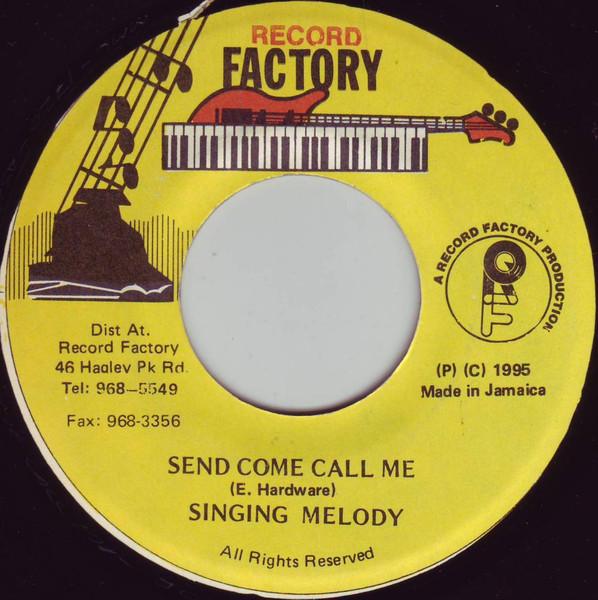 RECORD
FACTORY
A RECORD FACTORY PRODUCTION
RF
Dist At.
Record Factory
46 Hagley Pk Rd.
Tel: 968-5549
Fax: 968-3356
(P) (C) 1995
Made in Jamaica
SEND COME CALL ME
(E. Hardware)
SINGING MELODY
All Rights Reserved